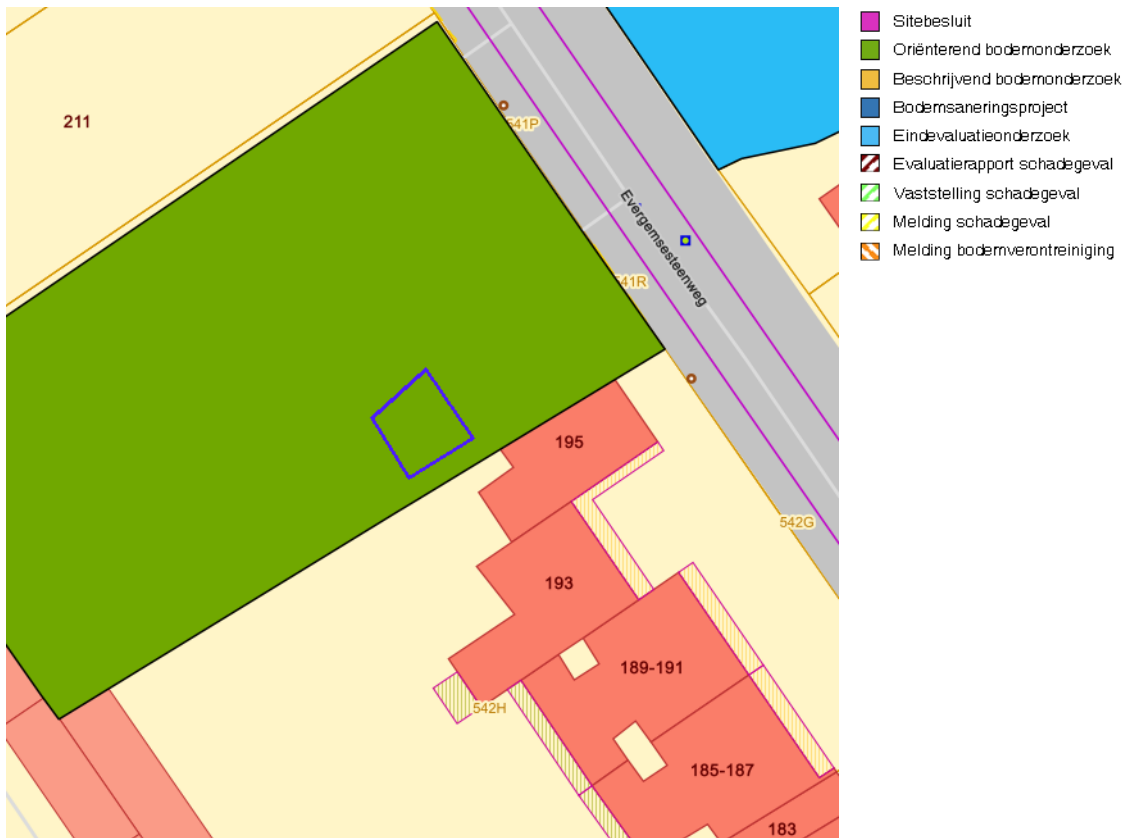 Sitebesluit
Oriënterend bodemonderzoek
Beschrijvend bodemonderzoek
Bodemsaneringsproject
Eindevaluatieonderzoek
Evaluatierapport schadegeval
Vaststelling schadegeval
Melding schadegeval
Melding bodemverontreiniging
211
541P
Evergemsesteenweg
41R
195
542G
193
189-191
542H
185-187
183